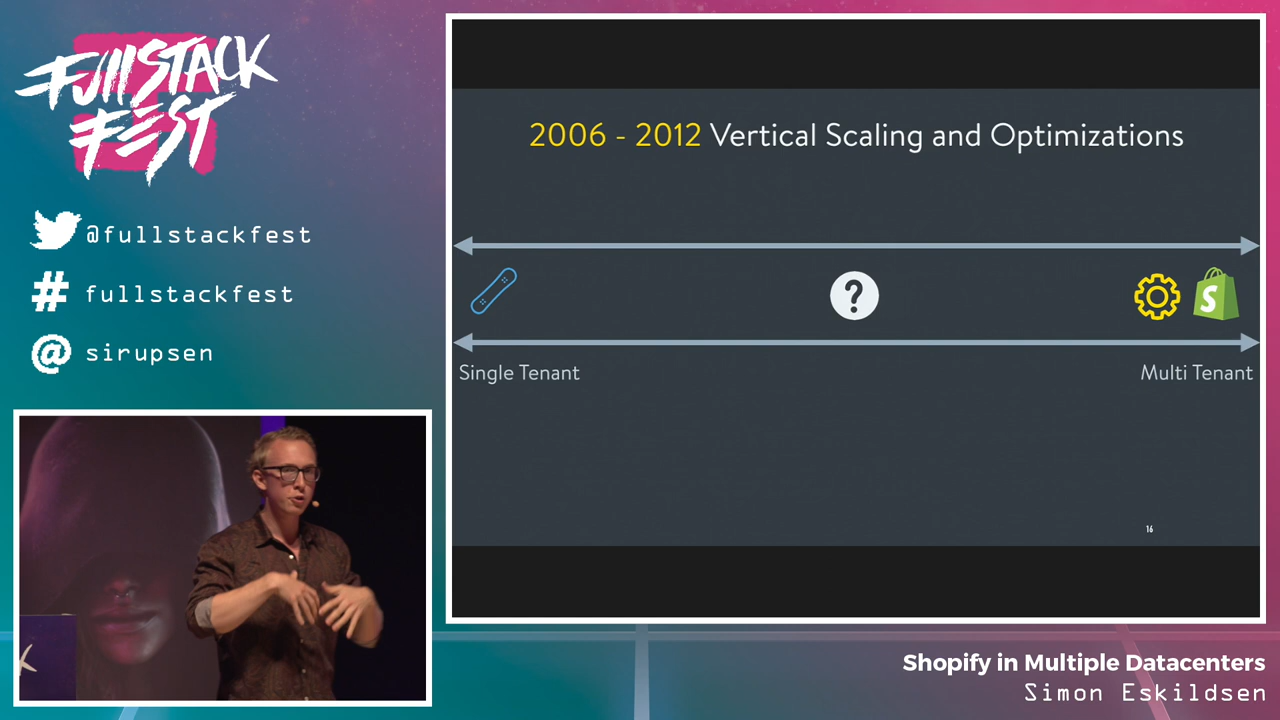 FullSTACK
FEST
@fullstackfest
# fullstackfest
@ sirupsen
2006 - 2012 Vertical Scaling and Optimizations
?
S
Single Tenant
Multi Tenant
16
Shopify in Multiple Datacenters
Simon Eskildsen